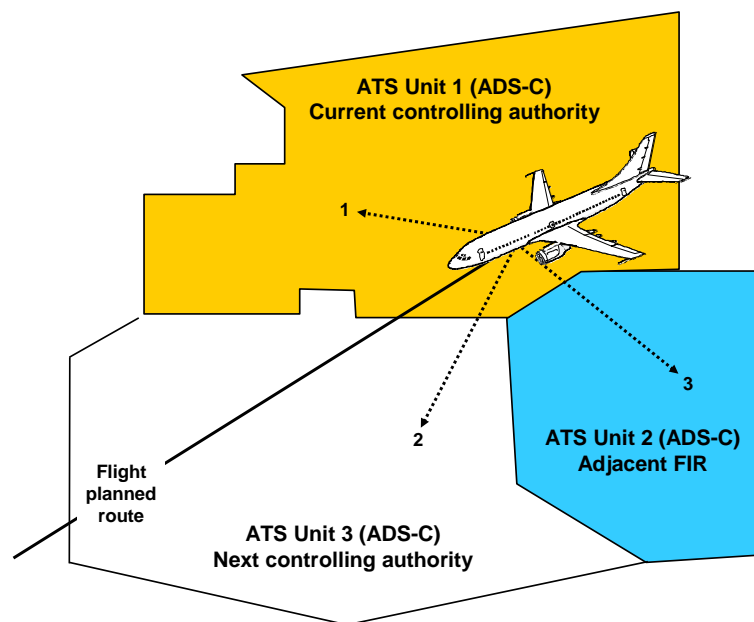 ATS Unit 1 (ADS-C)
Current controlling authority
1
3
2
ATS Unit 2 (ADS-C)
Adjacent FIR
Flight
planned
route
ATS Unit 3 (ADS-C)
Next controlling authority